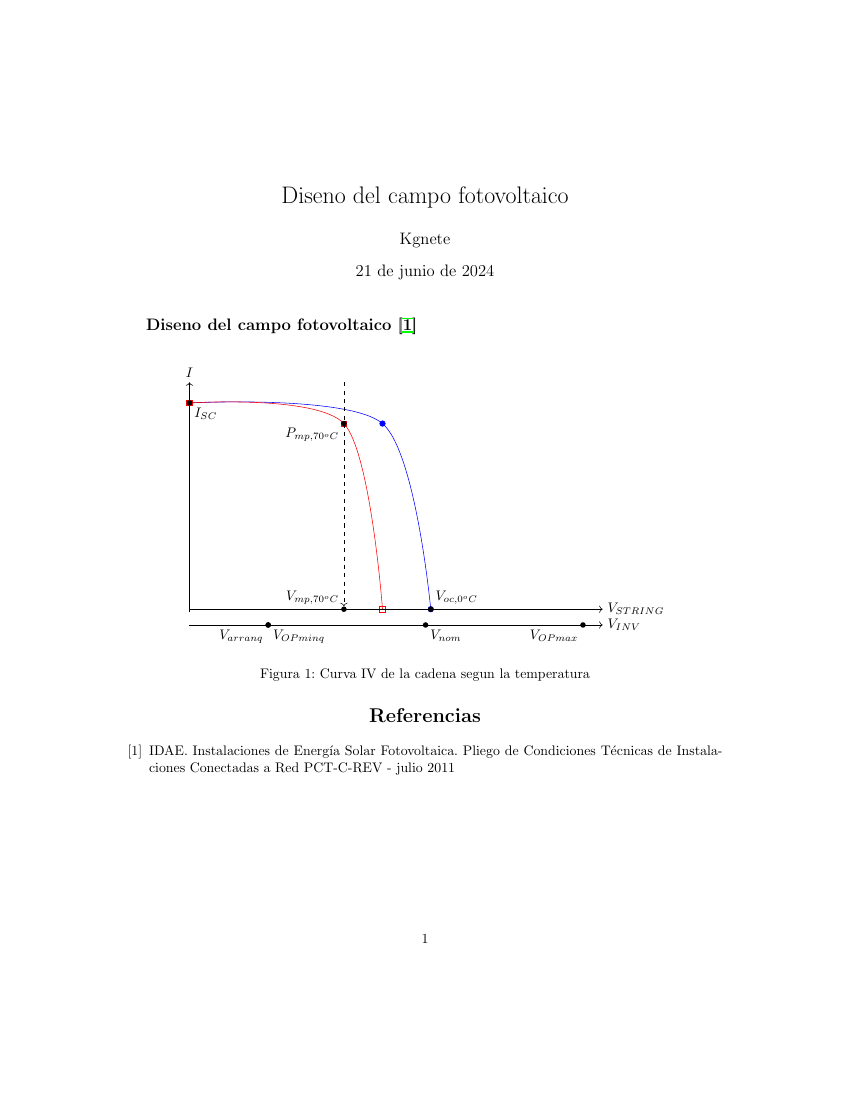 Diseno del campo fotovoltaico
Kgnete
21 de junio de 2024
Diseno del campo fotovoltaico [1]
I
I_{SC}
P_{mp,70^oC}
V_{mp,70^oC}
V_{oc,0^oC}
V_{STRING}
V_{INV}
V_{arranq}
V_{OPminq}
V_{nom}
V_{OPmax}
Figura 1: Curva IV de la cadena segun la temperatura
Referencias
[1] IDAE. Instalaciones de Energía Solar Fotovoltaica. Pliego de Condiciones Técnicas de Instala-
ciones Conectadas a Red PCT-C-REV - julio 2011
1